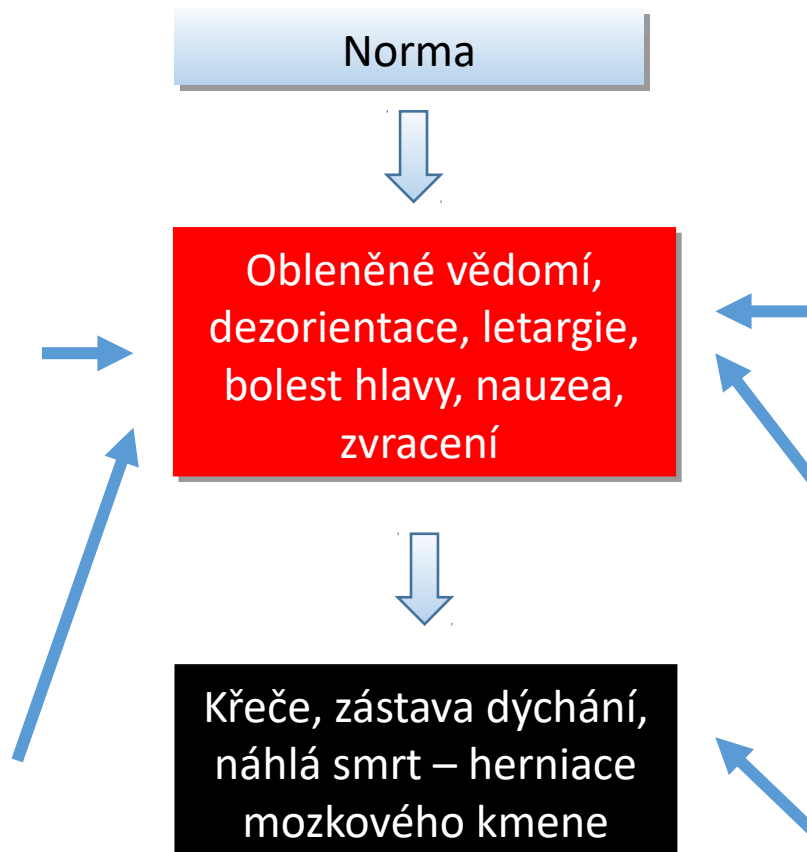 Norma
Obleněné vědomí,
dezorientace, letargie,
bolest hlavy, nauzea,
zvracení
Křeče, zástava dýchání,
náhlá smrt – herniace
mozkového kmene